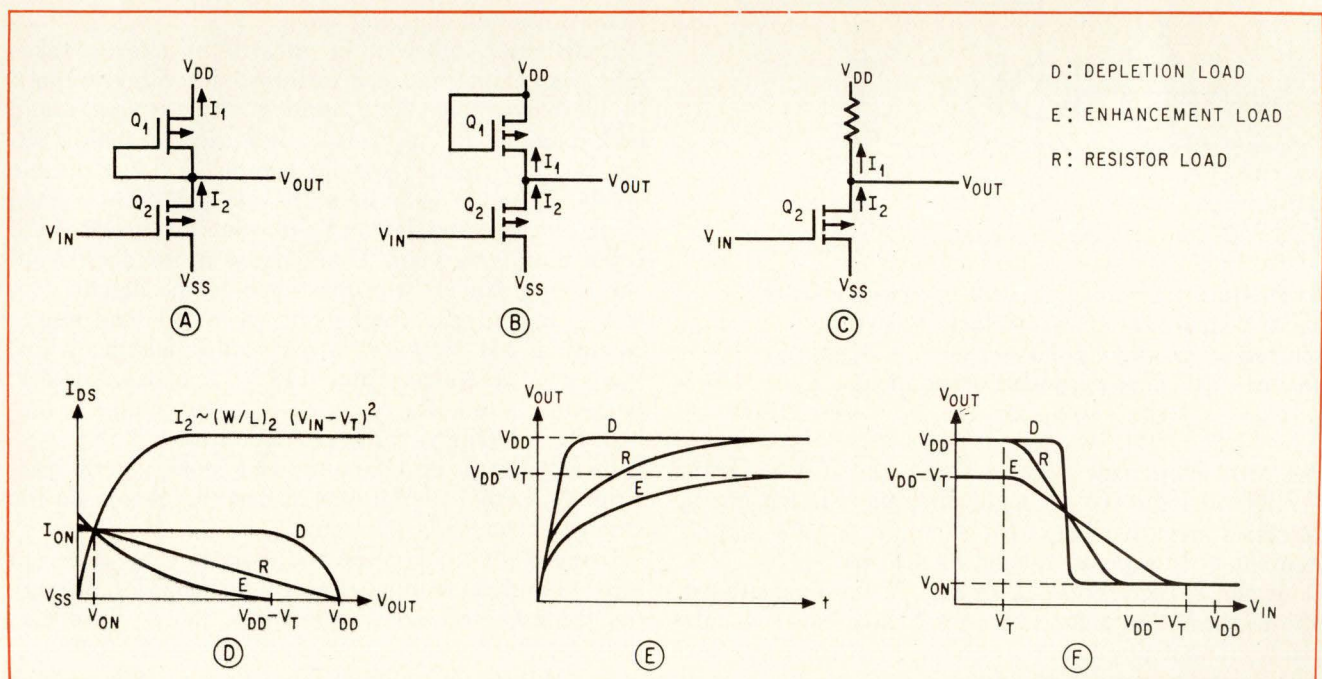 V_DD
Q_1
I_1
V_OUT
Q_2
I_2
V_IN
V_SS
A
V_DD
Q_1
I_1
V_OUT
Q_2
I_2
V_IN
V_SS
B
V_DD
I_1
V_OUT
Q_2
I_2
V_IN
V_SS
C
D: DEPLETION LOAD
E: ENHANCEMENT LOAD
R: RESISTOR LOAD
I_DS
I_2 ~ (W/L)_2 (V_IN–V_T)^2
I_ON
D
R
E
V_SS
V_ON
V_DD–V_T
V_DD
V_OUT
D
V_OUT
V_DD
V_DD–V_T
D
R
E
t
E
V_OUT
V_DD
V_DD–V_T
V_ON
D
R
E
V_T
V_DD–V_T
V_DD
V_IN
F